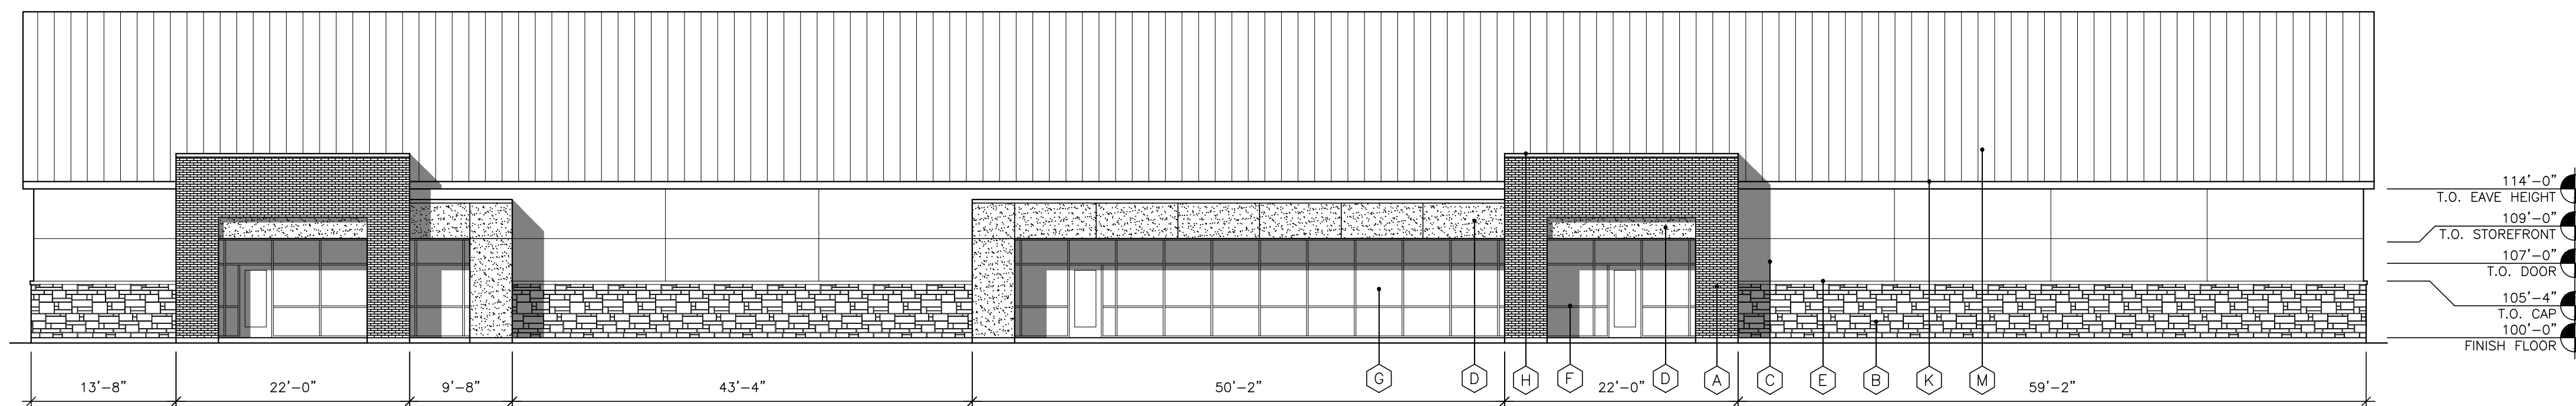 114'-0"
T.O. EAVE HEIGHT
109'-0"
T.O. STOREFRONT
107'-0"
T.O. DOOR
105'-4"
T.O. CAP
100'-0"
FINISH FLOOR
G D H F D A C E B K M
13'-8" 22'-0" 9'-8" 43'-4" 50'-2" 22'-0" 59'-2"